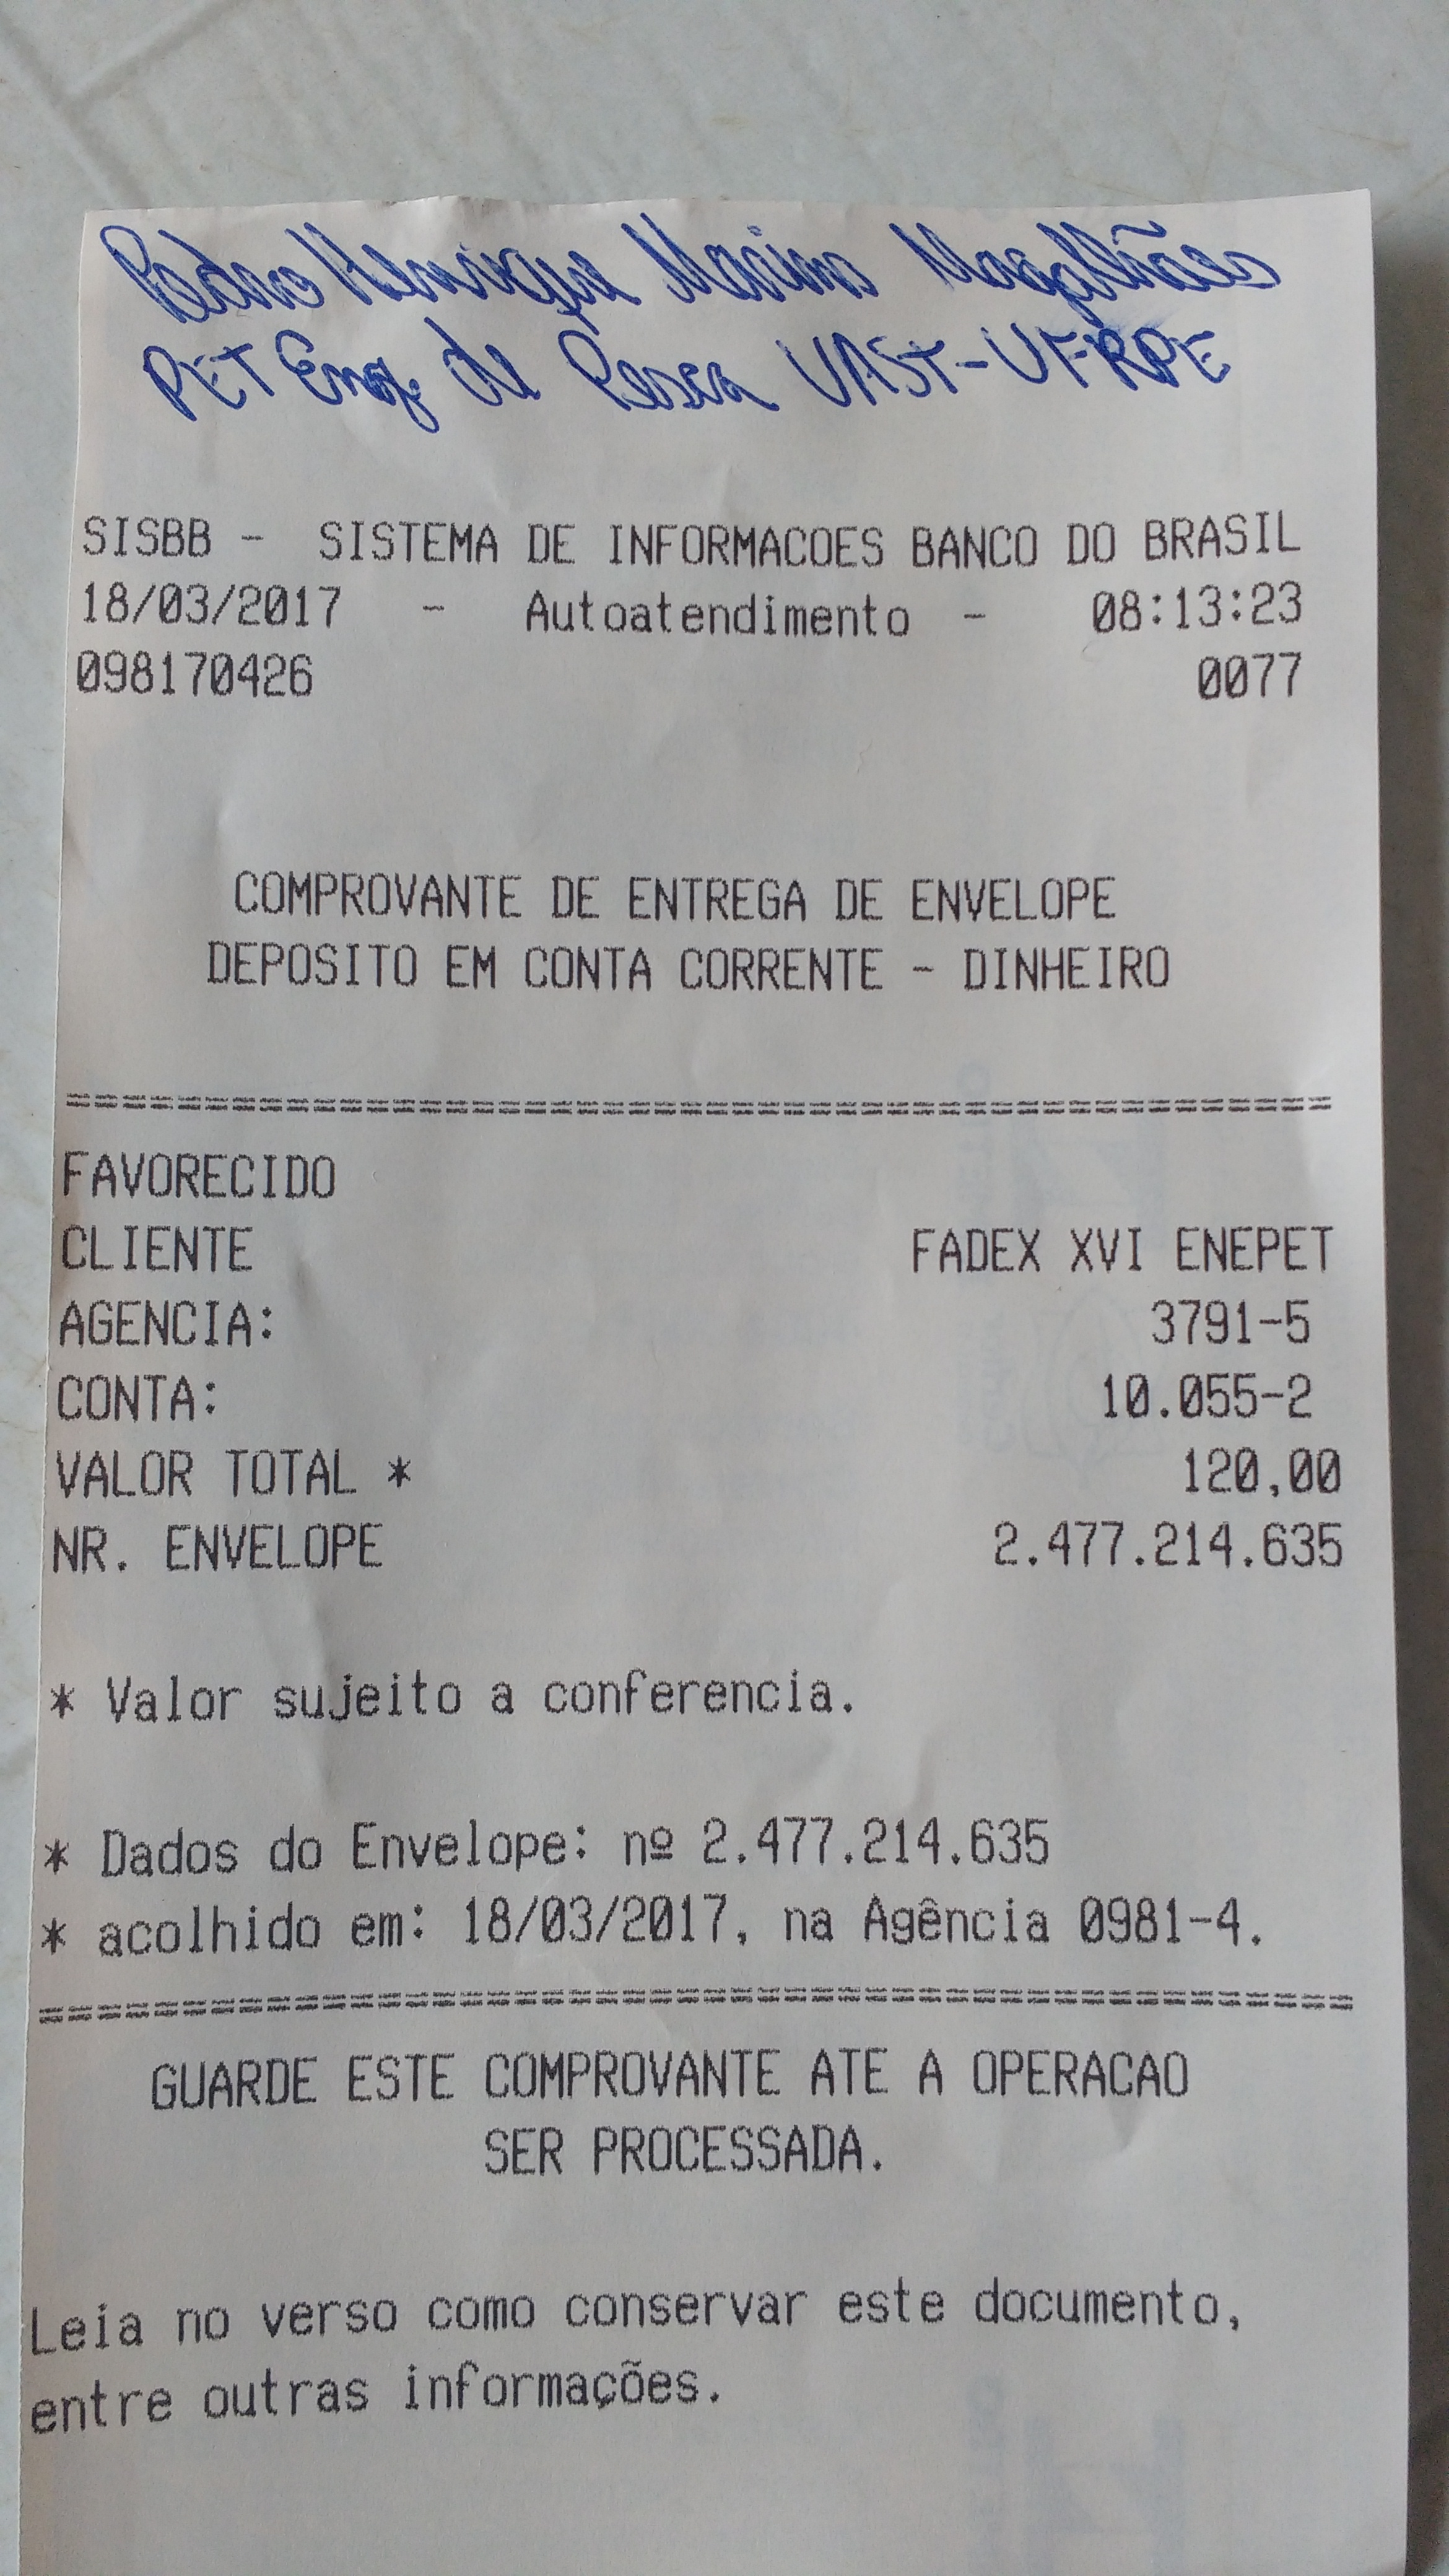 Pedro Henrique Marins Magalhães
PET Eng. de Pesca UAST-UFRPE
SISBB - SISTEMA DE INFORMACOES BANCO DO BRASIL
18/03/2017 - Autoatendimento - 08:13:23
098170426 0077
COMPROVANTE DE ENTREGA DE ENVELOPE
DEPOSITO EM CONTA CORRENTE - DINHEIRO
FAVORECIDO
CLIENTE FADEX XVI ENEPET
AGENCIA: 3791-5
CONTA: 10.055-2
VALOR TOTAL * 120,00
NR. ENVELOPE 2.477.214.635
* Valor sujeito a conferencia.
* Dados do Envelope: nº 2.477.214.635
* acolhido em: 18/03/2017, na Agência 0981-4.
GUARDE ESTE COMPROVANTE ATE A OPERACAO
SER PROCESSADA.
Leia no verso como conservar este documento,
entre outras informações.